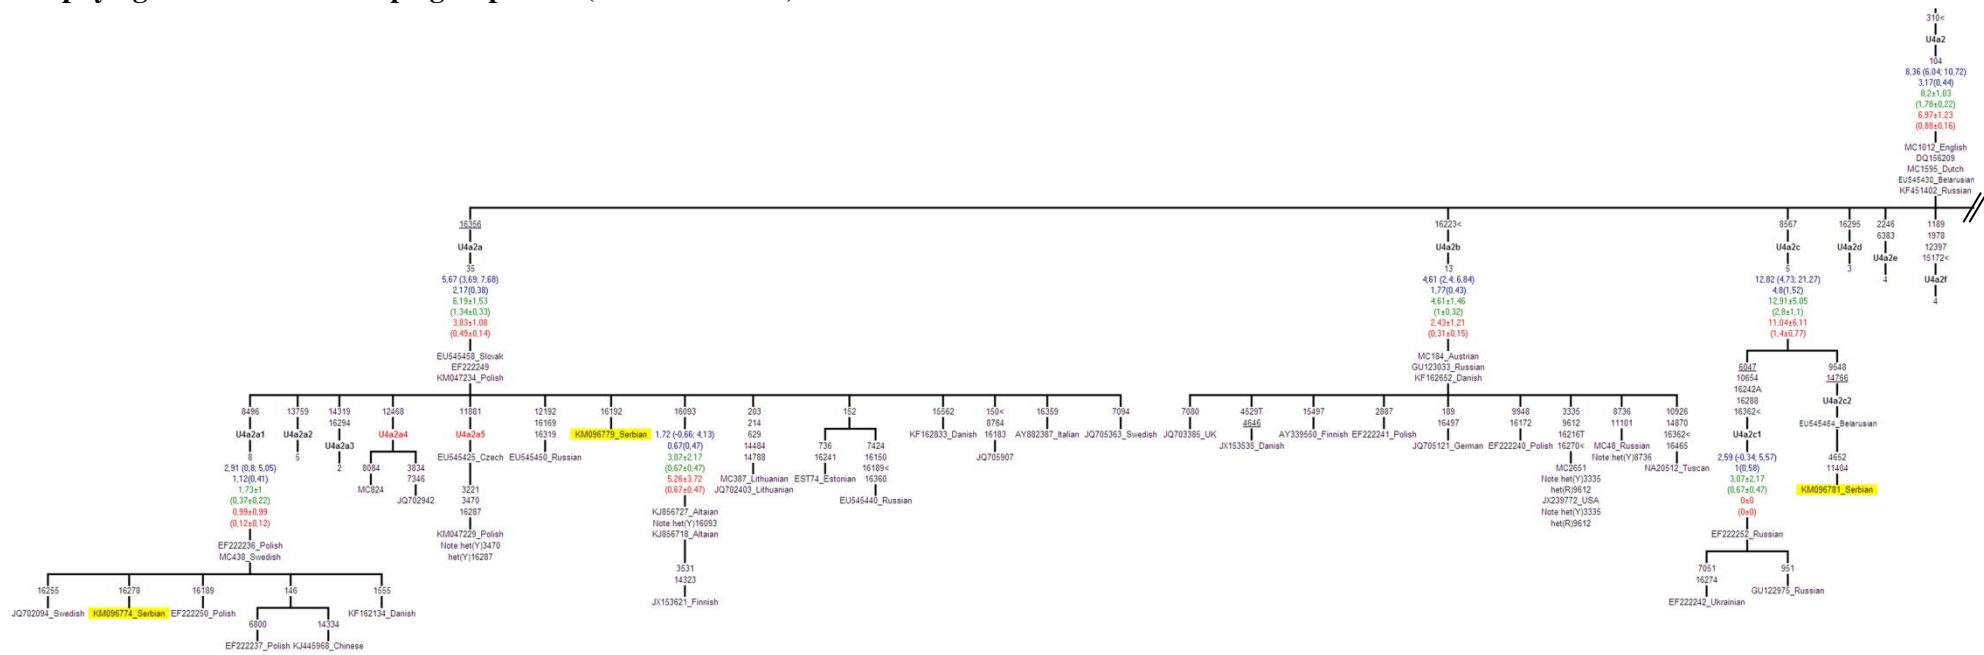 310<
U4a2
104
8,36 (6,04; 10,72)
3,17(0,44)
8,2±1,03
(1,78±0,22)
6,97±1,23
(0,88±0,16)
MC1012_English
DQ156209
MC1595_Dutch
EU545430_Belarusian
KF451402_Russian
16356
U4a2a
35
5,67 (3,69; 7,68)
2,17(0,38)
6,19±1,53
(1,34±0,33)
3,83±1,08
(0,49±0,14)
EU545458_Slovak
EF222249
KM047234_Polish
16223<
U4a2b
13
4,61 (2,4; 6,84)
1,77(0,43)
4,61±1,46
(1±0,32)
2,43±1,21
(0,31±0,15)
MC184_Austrian
GU123033_Russian
KF162652_Danish
8567
U4a2c
5
12,82 (4,73; 21,27)
4,8(1,52)
12,91±5,05
(2,8±1,1)
11,04±6,11
(1,4±0,77)
16295
U4a2d
3
2246
6383
U4a2e
4
1189
1978
12397
15172<
U4a2f
4
8496
U4a2a1
8
2,91 (0,8; 5,05)
1,12(0,41)
1,73±1
(0,37±0,22)
0,99±0,99
(0,12±0,12)
EF222236_Polish
MC438_Swedish
13759
U4a2a2
5
14319
16294
U4a2a3
2
12468
U4a2a4
8084
MC824
3834
7346
JQ702942
11881
U4a2a5
EU545425_Czech
3221
3470
16287
KM047229_Polish
Note:het(Y)3470
het(Y)16287
12192
16169
16319
EU545450_Russian
16192
KM096779_Serbian
16093
1,72 (-0,66; 4,13)
0,67(0,47)
3,07±2,17
(0,67±0,47)
5,26±3,72
(0,67±0,47)
KJ856727_Altaian
Note:het(Y)16093
KJ856718_Altaian
3531
14323
JX153621_Finnish
203
214
629
14484
14788
MC387_Lithuanian
JQ702403_Lithuanian
152
736
16241
EST74_Estonian
7424
16150
16189<
16360
EU545440_Russian
15562
KF162833_Danish
150<
8764
16183
JQ705907
16359
AY882387_Italian
7094
JQ705363_Swedish
7080
JQ703385_UK
4529T
4646
JX153535_Danish
15497
AY339550_Finnish
2887
EF222241_Polish
189
16497
JQ705121_German
9948
16172
EF222240_Polish
3335
9612
16216T
16270<
MC2651
Note:het(Y)3335
het(R)9612
JX239772_USA
Note:het(Y)3335
het(R)9612
8736
11101
MC48_Russian
Note:het(Y)8736
10926
14870
16362<
16465
NA20512_Tuscan
6047
10654
16242A
16288
16362<
U4a2c1
2,59 (-0,34; 5,57)
1(0,58)
3,07±2,17
(0,67±0,47)
0±0
(0±0)
EF222252_Russian
7051
16274
EF222242_Ukrainian
951
GU122975_Russian
9548
14766
U4a2c2
EU545464_Belarusian
4652
11404
KM096781_Serbian
16255
JQ702094_Swedish
16278
KM096774_Serbian
16189
EF222250_Polish
146
6800
EF222237_Polish
14334
KJ445968_Chinese
1555
KF162134_Danish